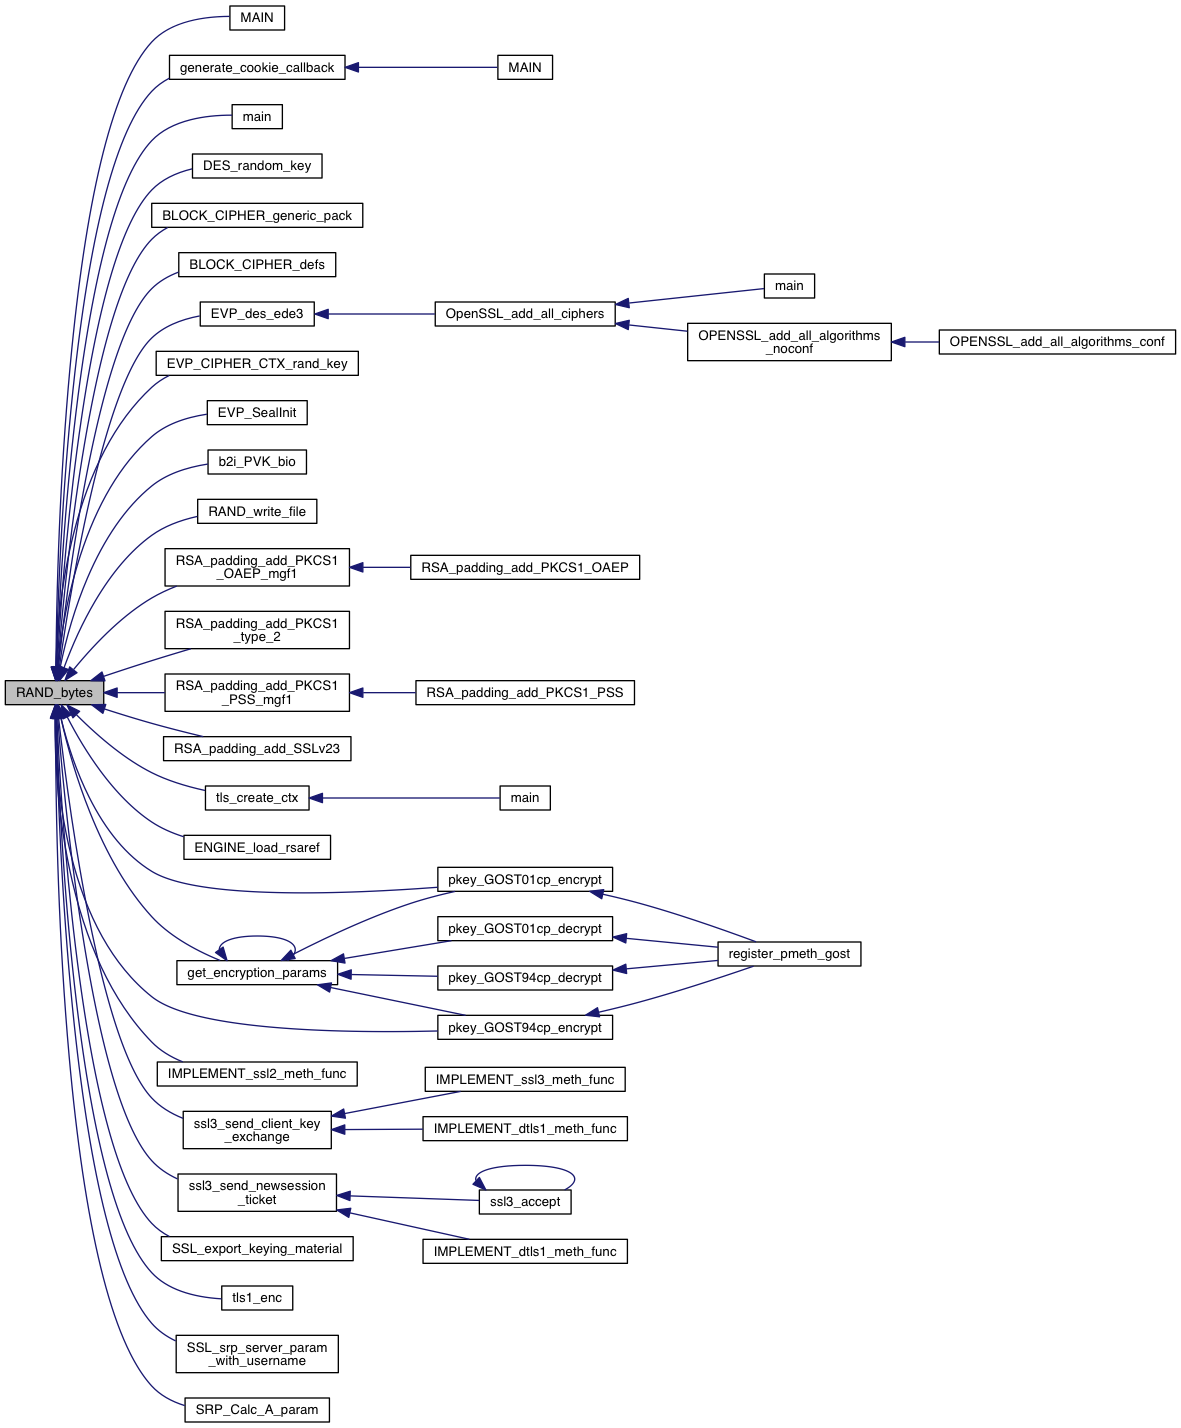 MAIN
generate_cookie_callback
MAIN
main
DES_random_key
BLOCK_CIPHER_generic_pack
BLOCK_CIPHER_defs
EVP_des_ede3
OpenSSL_add_all_ciphers
main
OPENSSL_add_all_algorithms
_noconf
OPENSSL_add_all_algorithms_conf
EVP_CIPHER_CTX_rand_key
EVP_SealInit
b2i_PVK_bio
RAND_write_file
RSA_padding_add_PKCS1
_OAEP_mgf1
RSA_padding_add_PKCS1_OAEP
RSA_padding_add_PKCS1
_type_2
RAND_bytes
RSA_padding_add_PKCS1
_PSS_mgf1
RSA_padding_add_PKCS1_PSS
RSA_padding_add_SSLv23
tls_create_ctx
main
ENGINE_load_rsaref
pkey_GOST01cp_encrypt
pkey_GOST01cp_decrypt
register_pmeth_gost
get_encryption_params
pkey_GOST94cp_decrypt
pkey_GOST94cp_encrypt
IMPLEMENT_ssl2_meth_func
IMPLEMENT_ssl3_meth_func
ssl3_send_client_key
_exchange
IMPLEMENT_dtls1_meth_func
ssl3_send_newsession
_ticket
ssl3_accept
SSL_export_keying_material
IMPLEMENT_dtls1_meth_func
tls1_enc
SSL_srp_server_param
_with_username
SRP_Calc_A_param